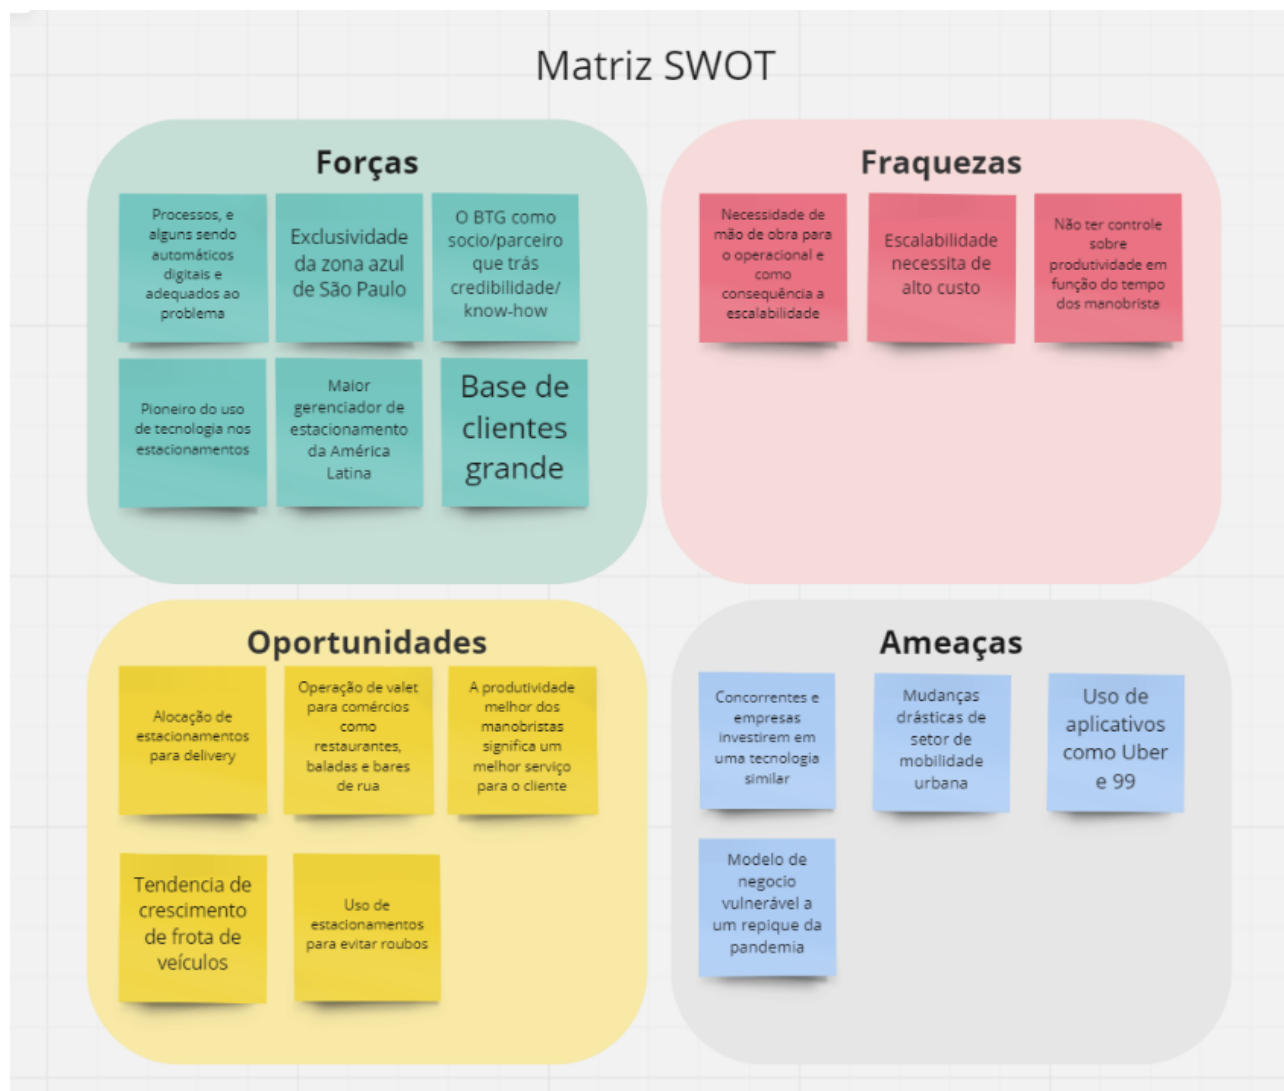 Matriz SWOT
Forças
Processos, e
alguns sendo
automáticos
digitais e
adequados ao
problema
Exclusividade
da zona azul
de São Paulo
O BTG como
socio/parceiro
que trás
credibilidade/
know-how
Pioneiro do uso
de tecnologia nos
estacionamentos
Maior
gerenciador de
estacionamento
da América
Latina
Base de
clientes
grande
Fraquezas
Necessidade de
mão de obra para
o operacional e
como
consequência a
escalabilidade
Escalabilidade
necessita de
alto custo
Não ter controle
sobre
produtividade em
função do tempo
dos manobrista
Oportunidades
Alocação de
estacionamentos
para delivery
Operação de valet
para comércios
como
restaurantes,
baladas e bares
de rua
A produtividade
melhor dos
manobristas
significa um
melhor serviço
para o cliente
Tendencia de
crescimento
de frota de
veículos
Uso de
estacionamentos
para evitar roubos
Ameaças
Concorrentes e
empresas
investirem em
uma tecnologia
similar
Mudanças
drásticas de
setor de
mobilidade
urbana
Uso de
aplicativos
como Uber
e 99
Modelo de
negocio
vulnerável a
um repique da
pandemia